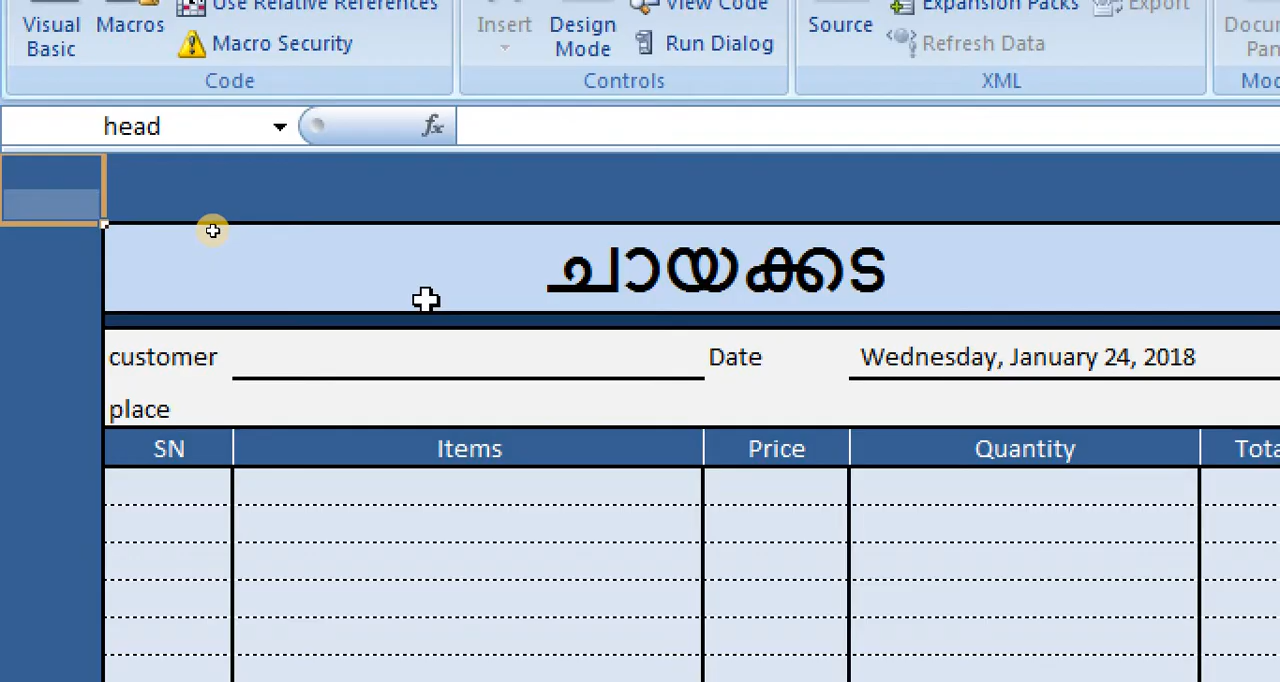 Use Relative References
View Code
Expansion Packs
Export
Visual Basic
Macros
Macro Security
Insert
Design Mode
Run Dialog
Source
Refresh Data
Code
Controls
XML
head
fx
ചായക്കട
customer
Date
Wednesday, January 24, 2018
place
SN
Items
Price
Quantity